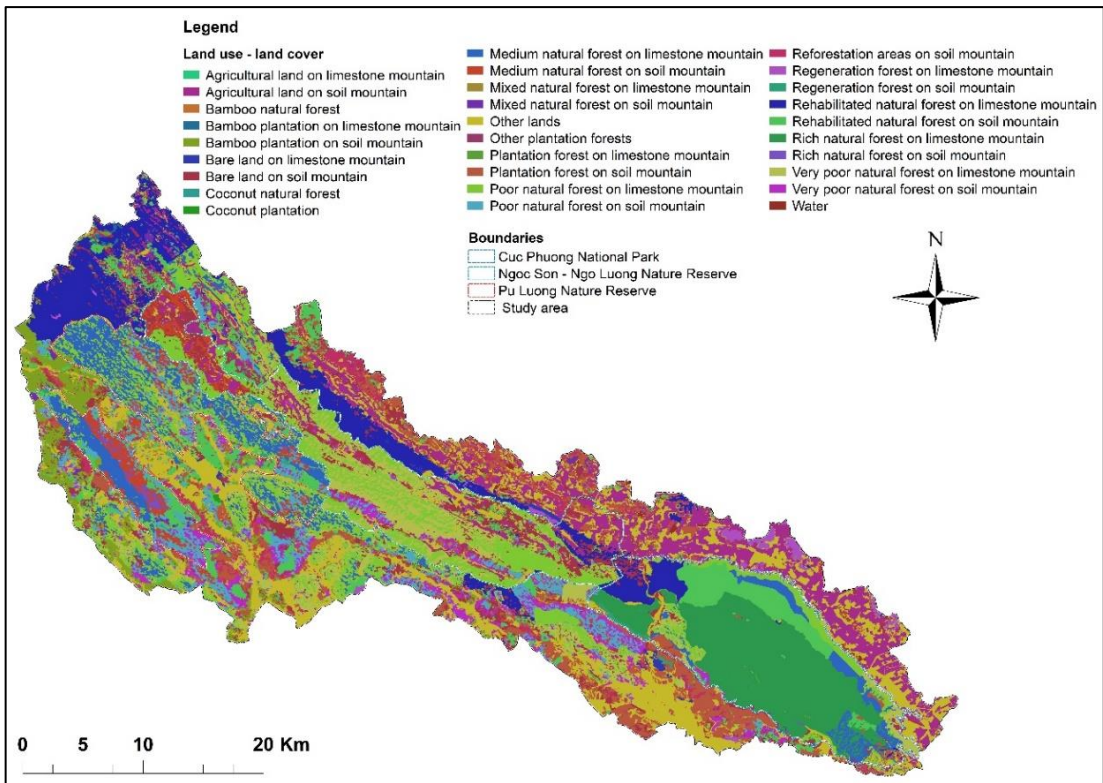 Legend
Land use - land cover
Agricultural land on limestone mountain
Agricultural land on soil mountain
Bamboo natural forest
Bamboo plantation on limestone mountain
Bamboo plantation on soil mountain
Bare land on limestone mountain
Bare land on soil mountain
Coconut natural forest
Coconut plantation
Medium natural forest on limestone mountain
Medium natural forest on soil mountain
Mixed natural forest on limestone mountain
Mixed natural forest on soil mountain
Other lands
Other plantation forests
Plantation forest on limestone mountain
Plantation forest on soil mountain
Poor natural forest on limestone mountain
Poor natural forest on soil mountain
Reforestation areas on soil mountain
Regeneration forest on limestone mountain
Regeneration forest on soil mountain
Rehabilitated natural forest on limestone mountain
Rehabilitated natural forest on soil mountain
Rich natural forest on limestone mountain
Rich natural forest on soil mountain
Very poor natural forest on limestone mountain
Very poor natural forest on soil mountain
Water
Boundaries
Cuc Phuong National Park
Ngoc Son - Ngo Luong Nature Reserve
Pu Luong Nature Reserve
Study area
N
0 5 10 20 Km